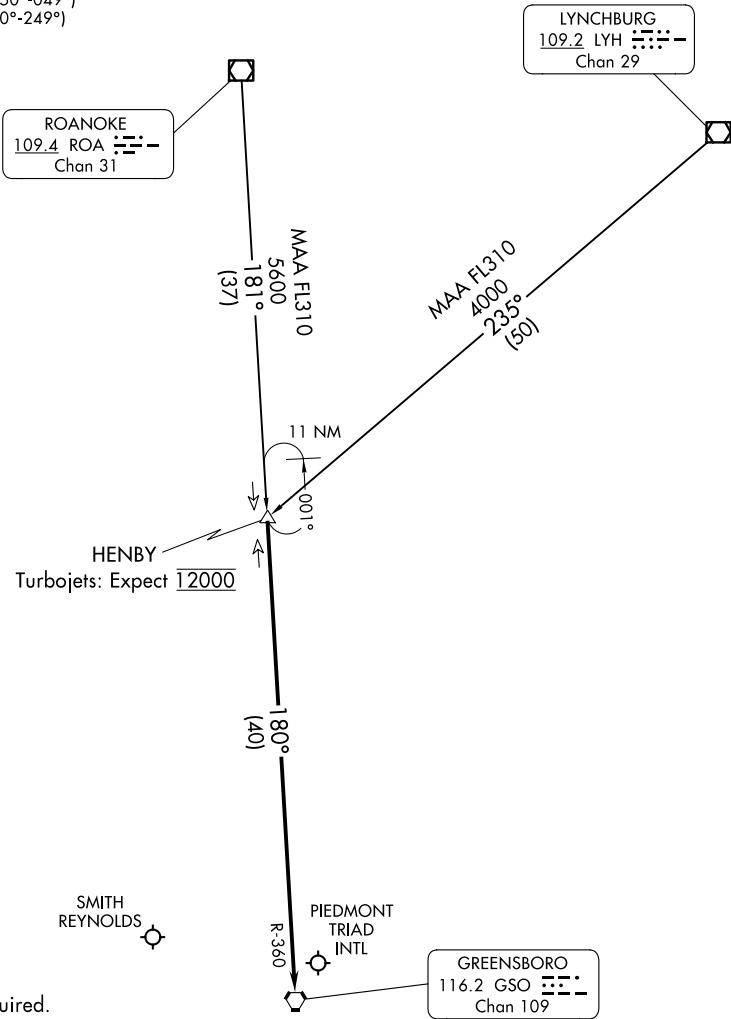 0°-249°)
LYNCHBURG
109.2 LYH
Chan 29
ROANOKE
109.4 ROA
Chan 31
MAA FL310
5600
181°
(37)
MAA FL310
4000
235°
(50)
11 NM
001°
HENBY
Turbojets: Expect 12000
180°
(40)
SMITH
REYNOLDS
PIEDMONT
TRIAD
INTL
R-360
GREENSBORO
116.2 GSO
Chan 109
uired.